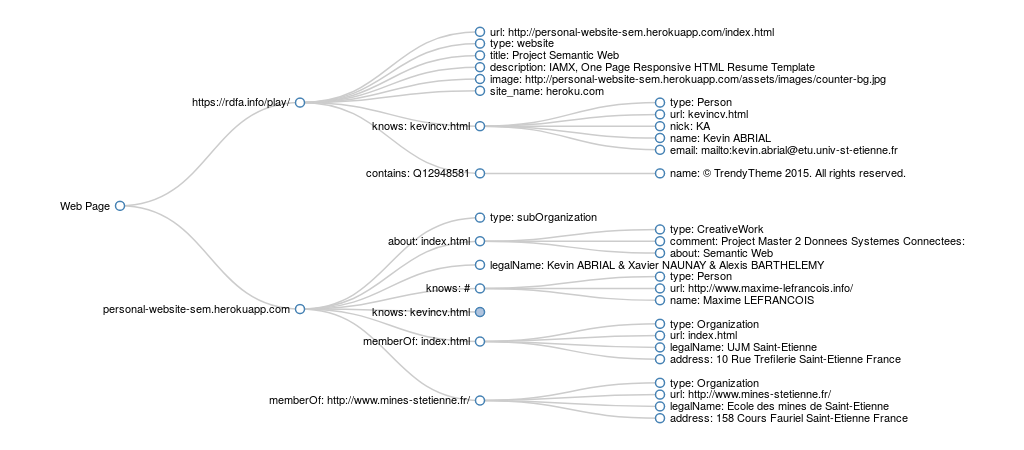 url: http://personal-website-sem.herokuapp.com/index.html
type: website
title: Project Semantic Web
description: IAMX, One Page Responsive HTML Resume Template
image: http://personal-website-sem.herokuapp.com/assets/images/counter-bg.jpg
site_name: heroku.com
https://rdfa.info/play/
knows: kevincv.html
type: Person
url: kevincv.html
nick: KA
name: Kevin ABRIAL
email: mailto:kevin.abrial@etu.univ-st-etienne.fr
contains: Q12948581
name: © TrendyTheme 2015. All rights reserved.
Web Page
type: subOrganization
about: index.html
type: CreativeWork
comment: Project Master 2 Donnees Systemes Connectees:
about: Semantic Web
legalName: Kevin ABRIAL & Xavier NAUNAY & Alexis BARTHELEMY
knows: #
type: Person
url: http://www.maxime-lefrancois.info/
name: Maxime LEFRANCOIS
personal-website-sem.herokuapp.com
knows: kevincv.html
memberOf: index.html
type: Organization
url: index.html
legalName: UJM Saint-Etienne
address: 10 Rue Trefilerie Saint-Etienne France
memberOf: http://www.mines-stetienne.fr/
type: Organization
url: http://www.mines-stetienne.fr/
legalName: Ecole des mines de Saint-Etienne
address: 158 Cours Fauriel Saint-Etienne France